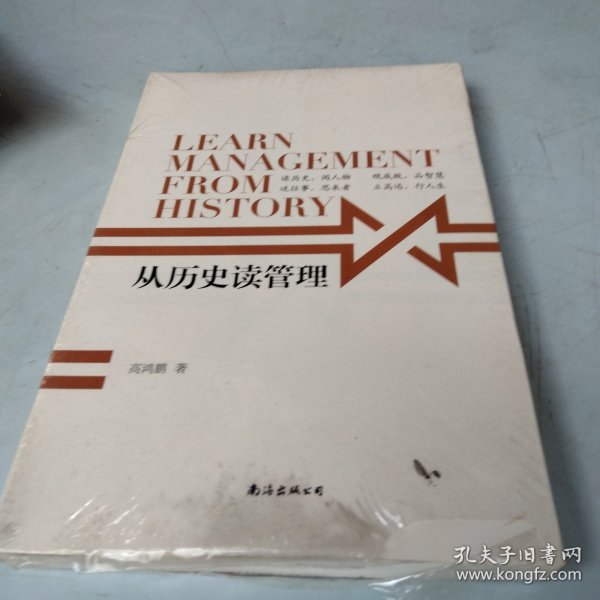 LEARN
MANAGEMENT
FROM
HISTORY
读历史，阅人物 观成败，品智慧
述往事，思来者 立高远，行人生
从历史读管理
高鸿鹏 著
南海出版公司
孔夫子旧书网
www.kongfz.com